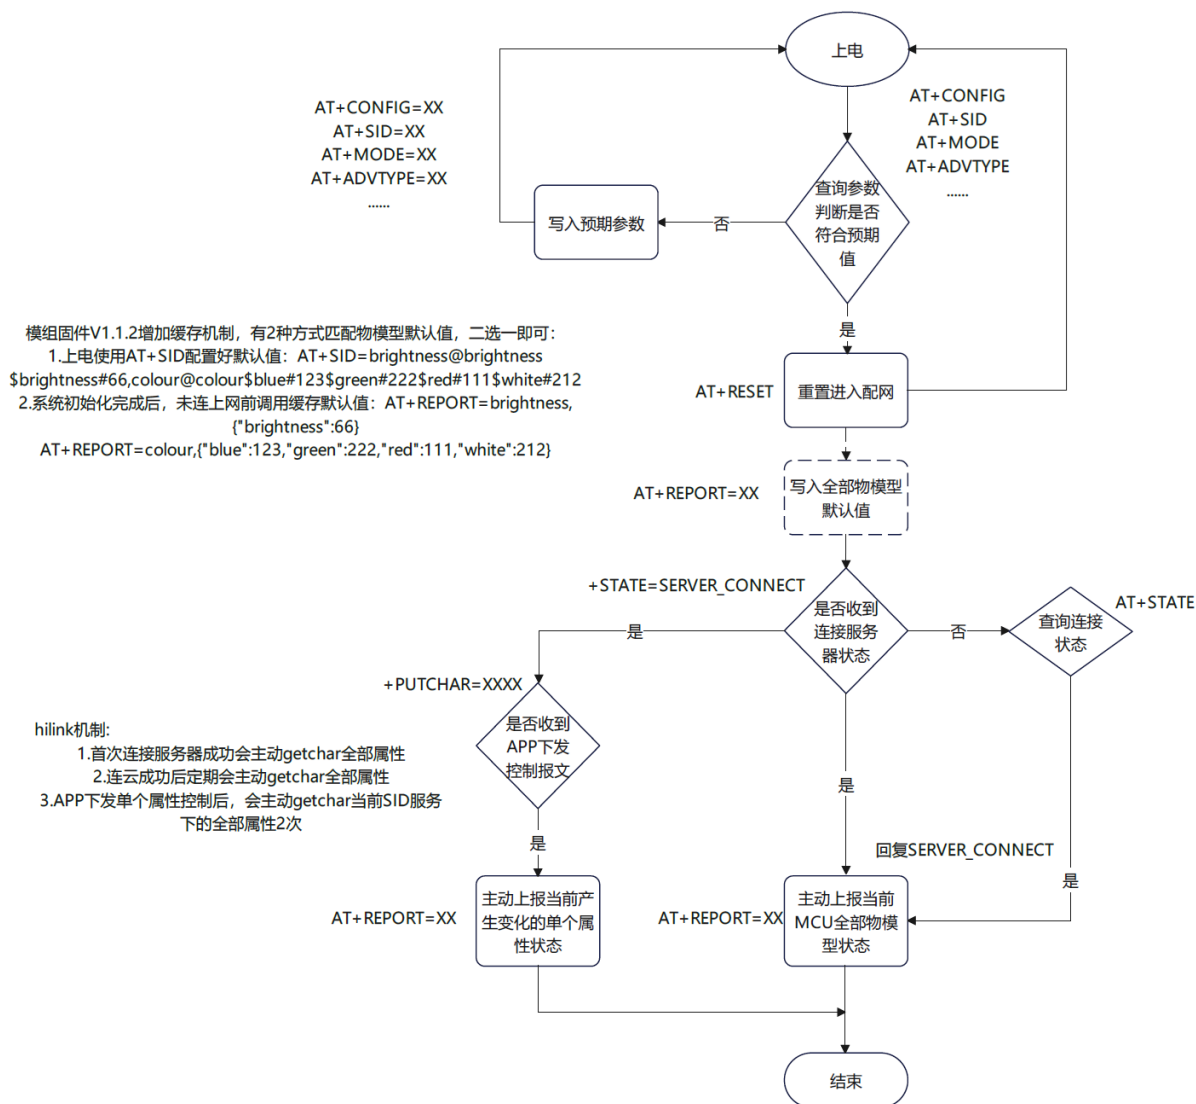 上电
AT+CONFIG=XX
AT+SID=XX
AT+MODE=XX
AT+ADVTYPE=XX
......
AT+CONFIG
AT+SID
AT+MODE
AT+ADVTYPE
......
查询参数
判断是否
符合预期
值
否
写入预期参数
是
模组固件V1.1.2增加缓存机制，有2种方式匹配物模型默认值，二选一即可：
1.上电使用AT+SID配置好默认值：AT+SID=brightness@brightness
$brightness#66,colour@colour$blue#123$green#222$red#111$white#212
2.系统初始化完成后，未连上网前调用缓存默认值：AT+REPORT=brightness,
{"brightness":66}
AT+REPORT=colour,{"blue":123,"green":222,"red":111,"white":212}
AT+RESET
重置进入配网
AT+REPORT=XX
写入全部物模型
默认值
+STATE=SERVER_CONNECT
是否收到
连接服务
器状态
是
否
查询连接
状态
AT+STATE
+PUTCHAR=XXXX
是否收到
APP下发
控制报文
hilink机制:
1.首次连接服务器成功会主动getchar全部属性
2.连云成功后定期会主动getchar全部属性
3.APP下发单个属性控制后，会主动getchar当前SID服务
下的全部属性2次
是
是
回复SERVER_CONNECT
是
AT+REPORT=XX
主动上报当前产
生变化的单个属
性状态
AT+REPORT=XX
主动上报当前
MCU全部物模
型状态
结束